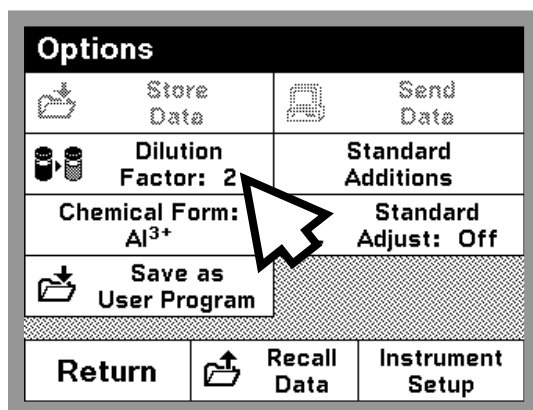 Options
Store
Data
Send
Data
Dilution
Factor: 2
Standard
Additions
Chemical Form:
Al³⁺
Standard
Adjust: Off
Save as
User Program
Return
Recall
Data
Instrument
Setup